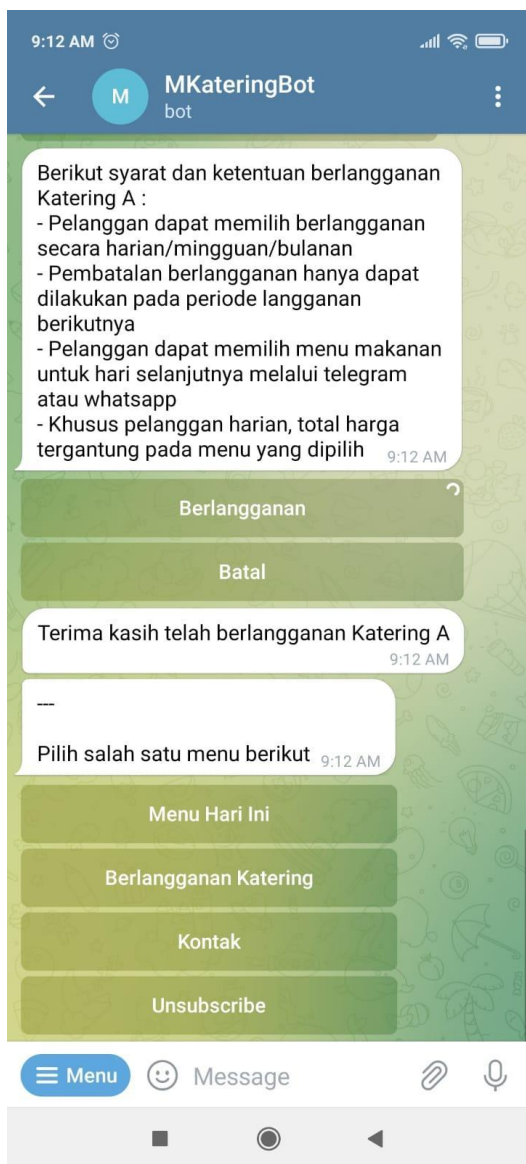 9:12 AM
M
MKateringBot
bot
Berikut syarat dan ketentuan berlangganan
Katering A :
- Pelanggan dapat memilih berlangganan
secara harian/mingguan/bulanan
- Pembatalan berlangganan hanya dapat
dilakukan pada periode langganan
berikutnya
- Pelanggan dapat memilih menu makanan
untuk hari selanjutnya melalui telegram
atau whatsapp
- Khusus pelanggan harian, total harga
tergantung pada menu yang dipilih 9:12 AM
Berlangganan
Batal
Terima kasih telah berlangganan Katering A
9:12 AM
---
Pilih salah satu menu berikut 9:12 AM
Menu Hari Ini
Berlangganan Katering
Kontak
Unsubscribe
Menu Message